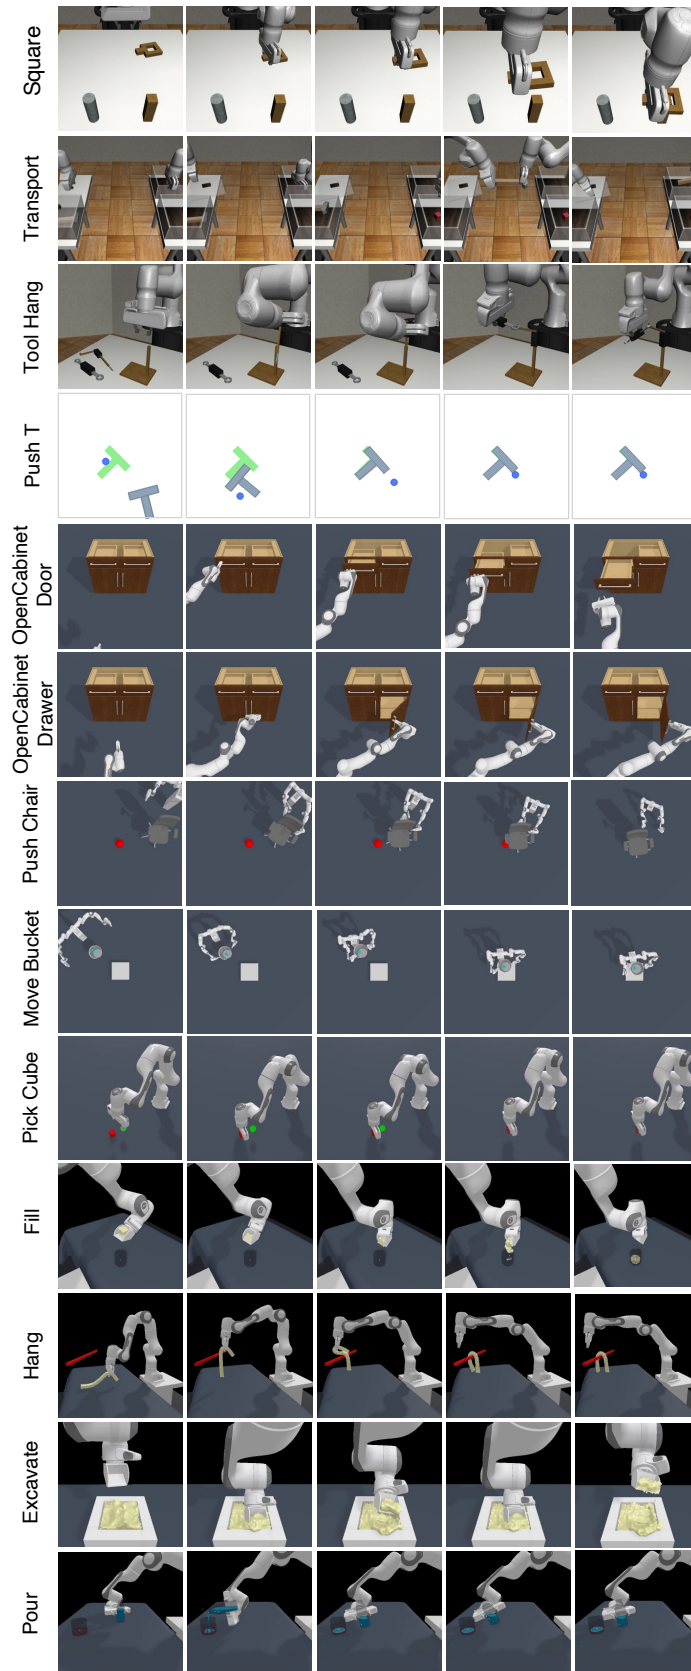 Square
Transport
Tool Hang
Push T
OpenCabinet
Door
OpenCabinet
Drawer
Push Chair
Move Bucket
Pick Cube
Fill
Hang
Excavate
Pour